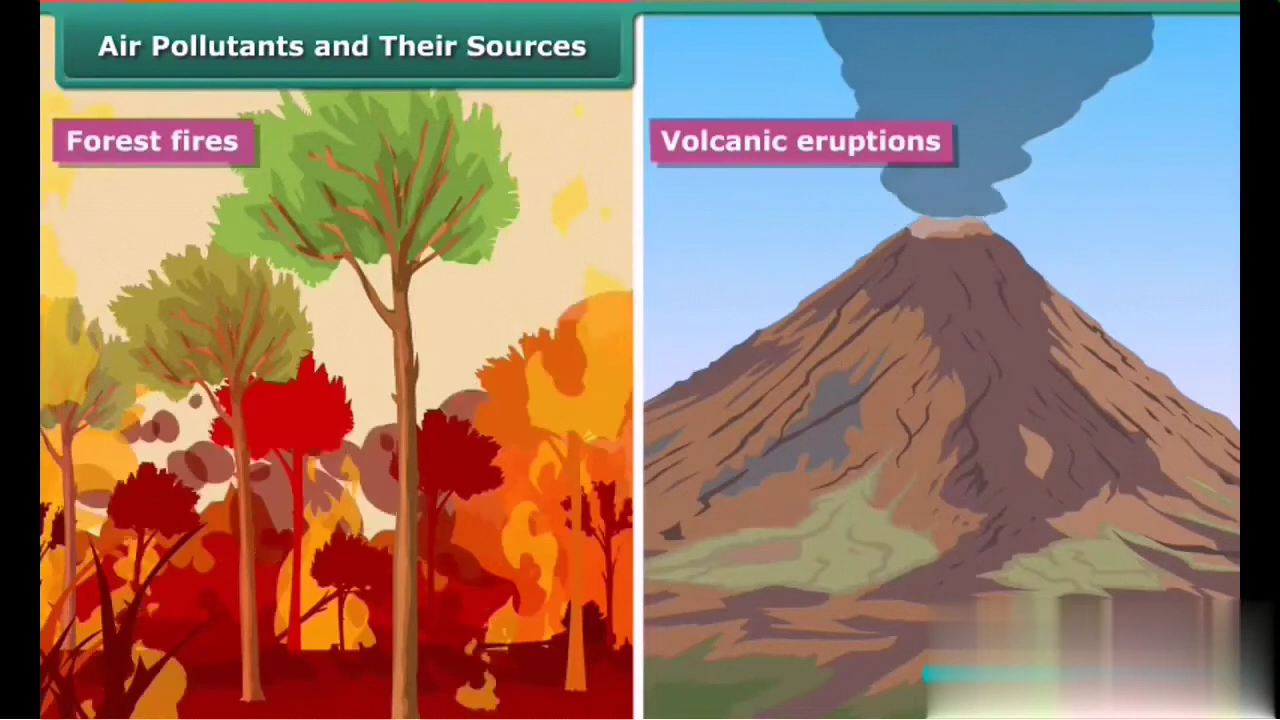 Air Pollutants and Their Sources
Forest fires
Volcanic eruptions